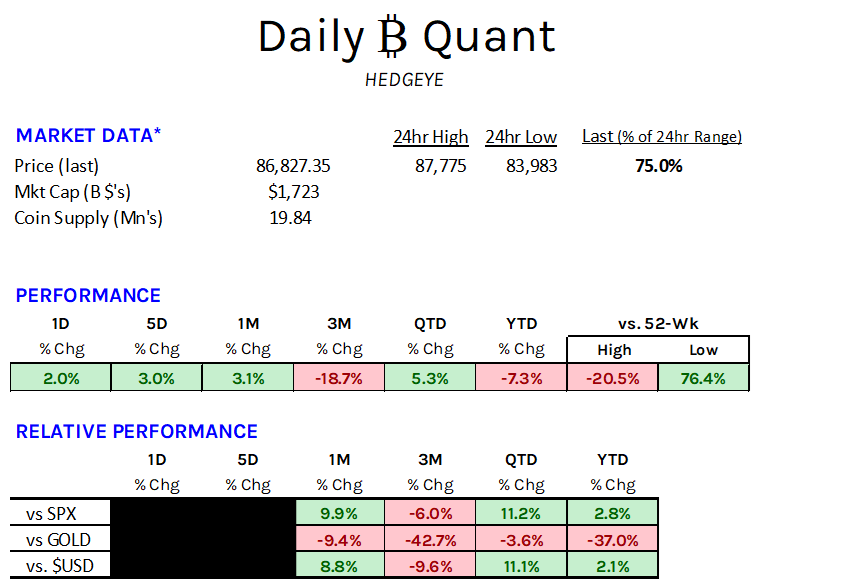 Daily ₿ Quant
HEDGEYE
MARKET DATA* 24hr High 24hr Low Last (% of 24hr Range)
Price (last) 86,827.35 87,775 83,983 75.0%
Mkt Cap (B $'s) $1,723
Coin Supply (Mn's) 19.84
PERFORMANCE
1D 5D 1M 3M QTD YTD vs. 52-Wk
% Chg % Chg % Chg % Chg % Chg % Chg High Low
2.0% 3.0% 3.1% -18.7% 5.3% -7.3% -20.5% 76.4%
RELATIVE PERFORMANCE
1D 5D 1M 3M QTD YTD
% Chg % Chg % Chg % Chg % Chg % Chg
vs SPX 9.9% -6.0% 11.2% 2.8%
vs GOLD -9.4% -42.7% -3.6% -37.0%
vs. $USD 8.8% -9.6% 11.1% 2.1%